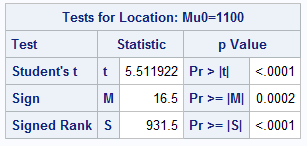 Tests for Location: Mu0=1100
Test Statistic p Value
Student's t t 5.511922 Pr > |t| <.0001
Sign M 16.5 Pr >= |M| 0.0002
Signed Rank S 931.5 Pr >= |S| <.0001